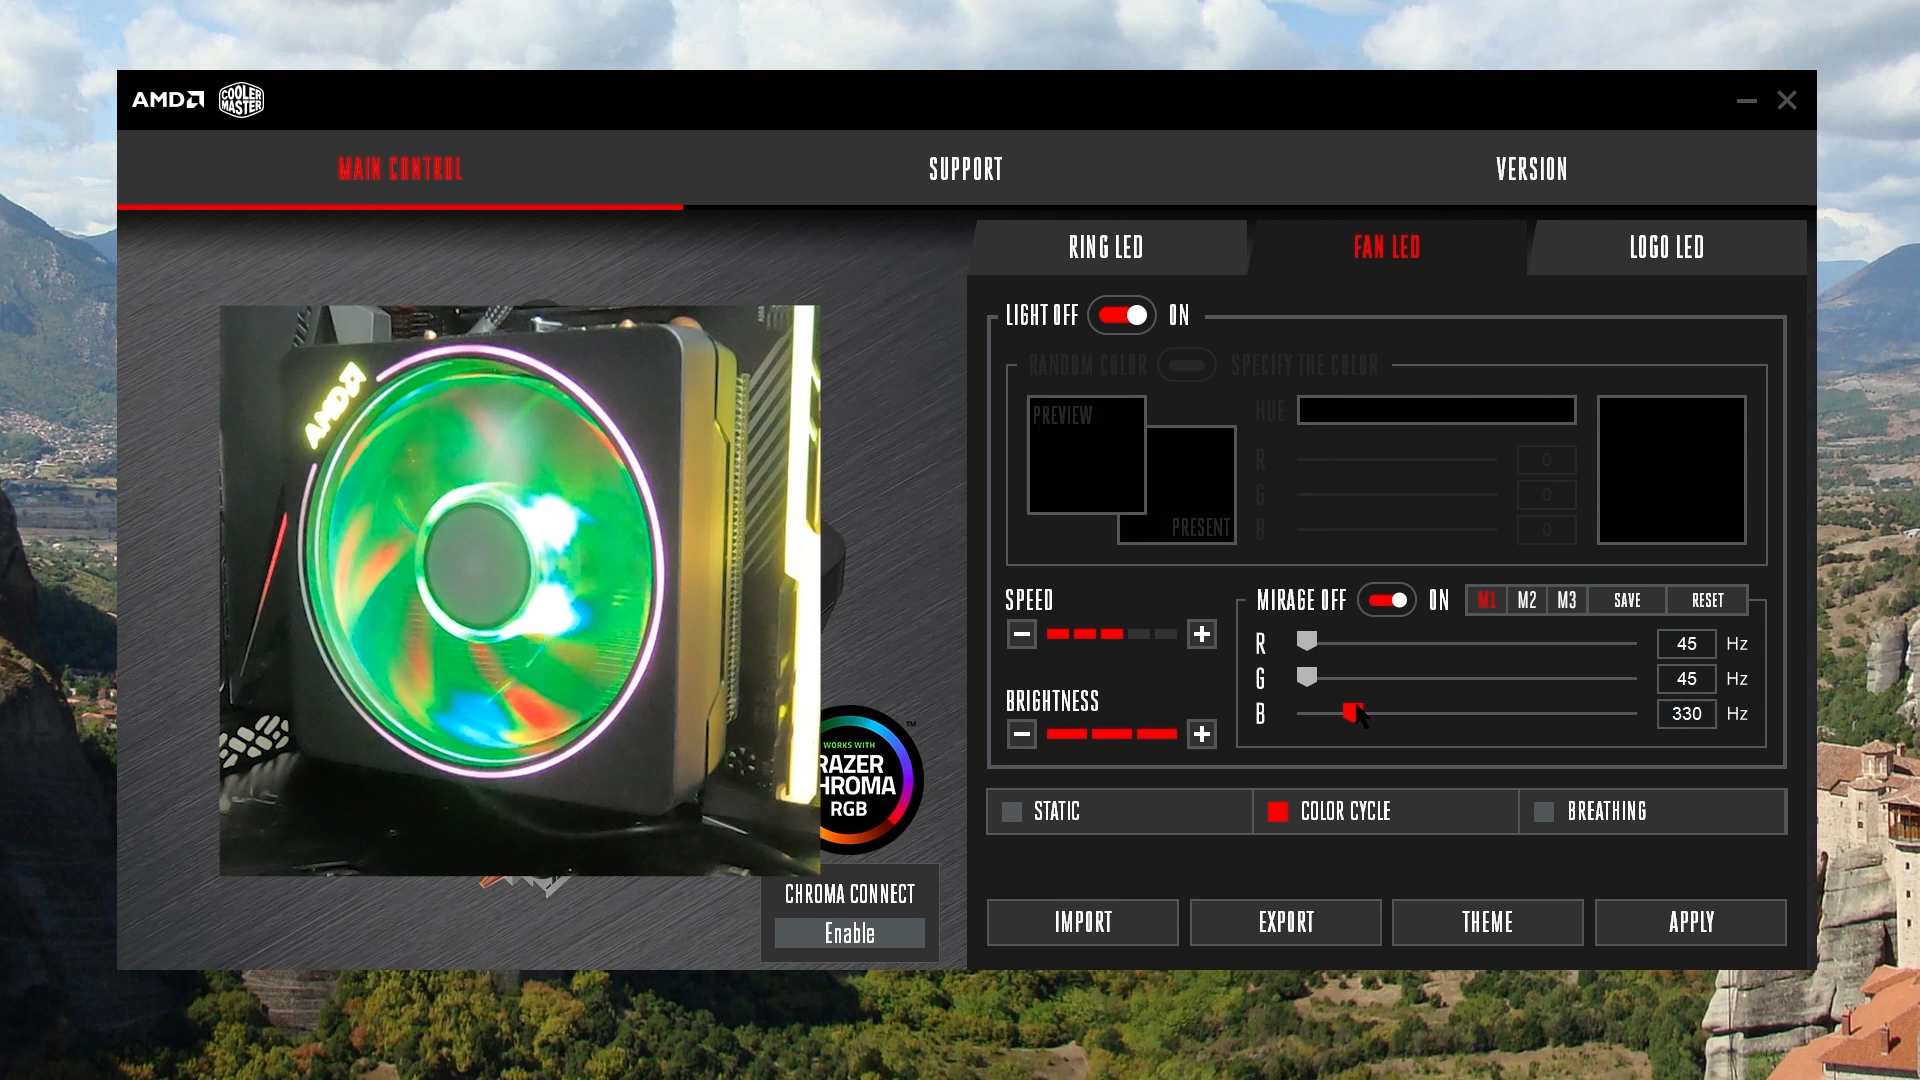 AMD COOLER MASTER
MAIN CONTROL SUPPORT VERSION
RING LED FAN LED LOGO LED
LIGHT OFF ON
RANDOM COLOR SPECIFY THE COLOR
PREVIEW
PRESENT
HUE
R 0
G 0
B 0
SPEED
BRIGHTNESS
MIRAGE OFF ON M1 M2 M3 SAVE RESET
R 45 Hz
G 45 Hz
B 330 Hz
STATIC COLOR CYCLE BREATHING
IMPORT EXPORT THEME APPLY
AMD
WORKS WITH
RAZER
CHROMA
RGB
TM
CHROMA CONNECT
Enable